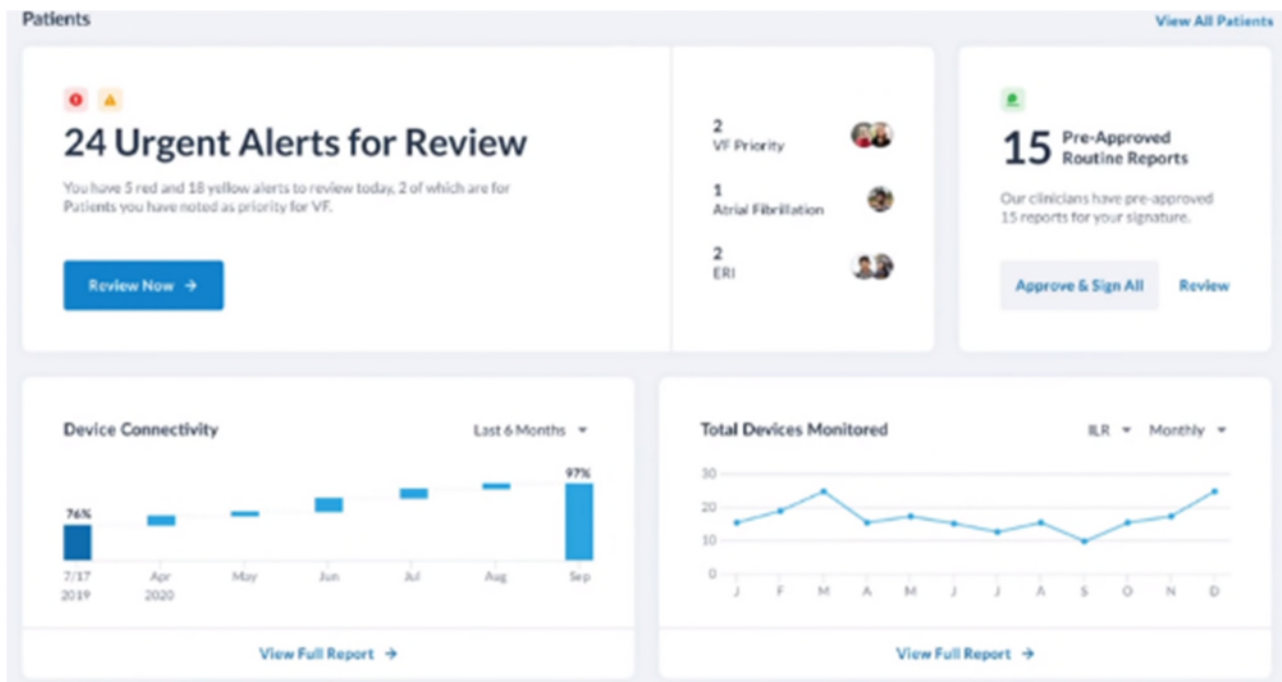 Patients
View All Patients
24 Urgent Alerts for Review
You have 5 red and 18 yellow alerts to review today, 2 of which are for
Patients you have noted as priority for VF.
Review Now →
2
VF Priority
1
Atrial Fibrillation
2
ERI
15 Pre-Approved
Routine Reports
Our clinicians have pre-approved
15 reports for your signature.
Approve & Sign All Review
Device Connectivity Last 6 Months
76% 97%
7/17 Apr May Jun Jul Aug Sep
2019 2020
View Full Report →
Total Devices Monitored ILR Monthly
30
20
10
0
J F M A M J J A S O N D
View Full Report →